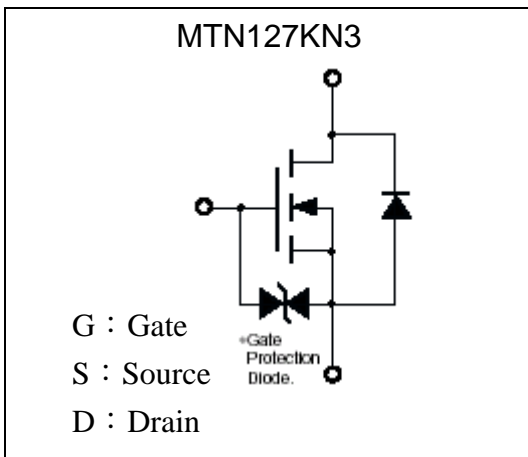 MTN127KN3
∗Gate
Protection
Diode.
G：Gate
S：Source
D：Drain